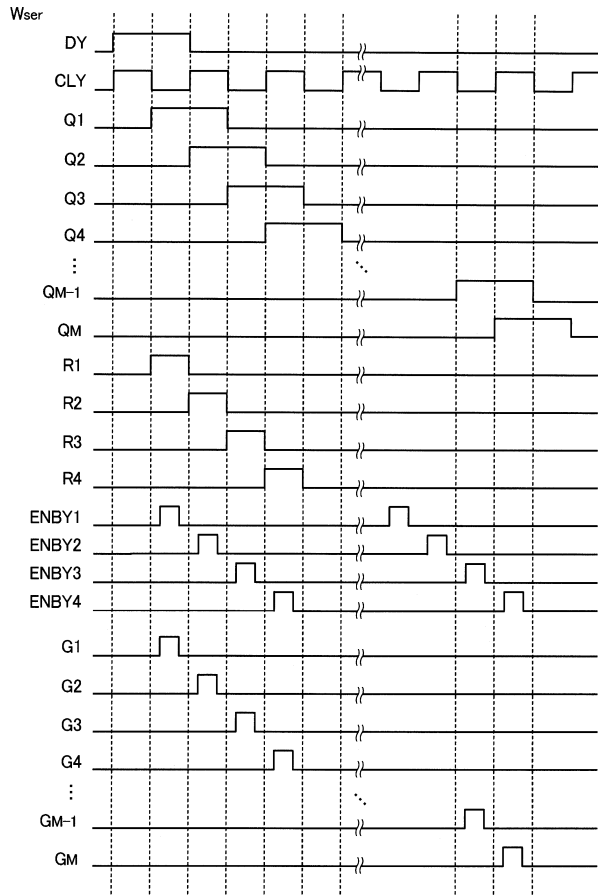 Wser
DY
CLY
Q1
Q2
Q3
Q4
⋮
QM-1
QM
R1
R2
R3
R4
ENBY1
ENBY2
ENBY3
ENBY4
G1
G2
G3
G4
⋮
GM-1
GM